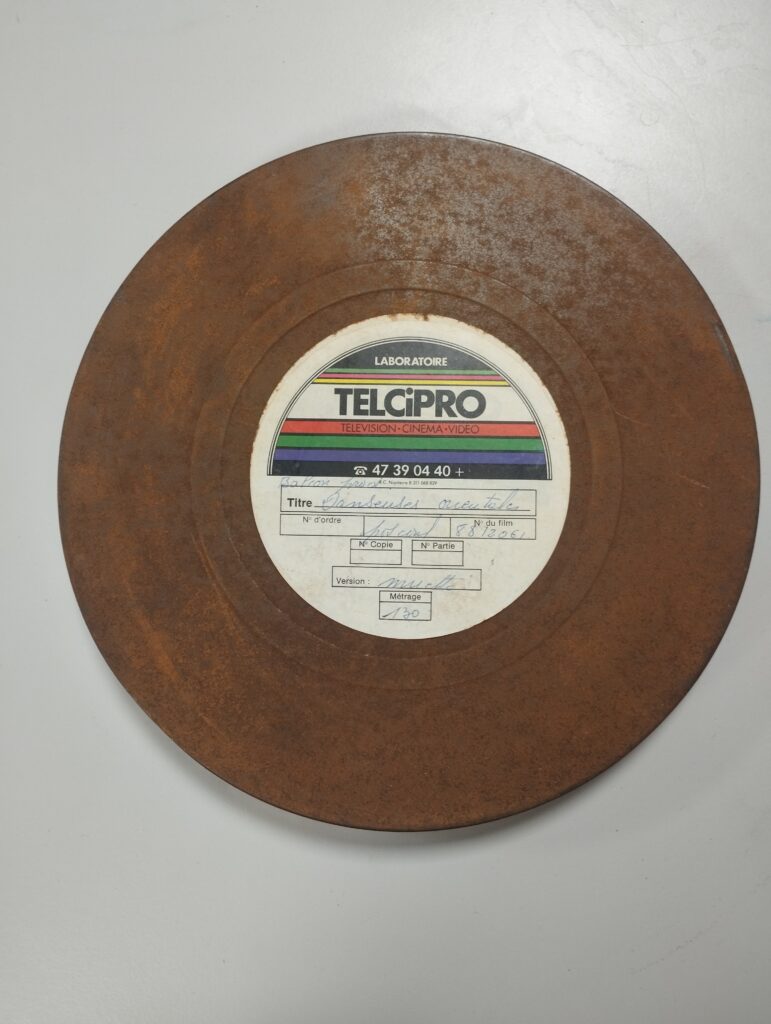 LABORATOIRE
TELCiPRO
TELEVISION•CINEMA•VIDEO
☎ 47 39 04 40 +
Titre Danseuses orientales
N° d'ordre N° du film
8812061
N° Copie N° Partie
Version : muette
Métrage
130